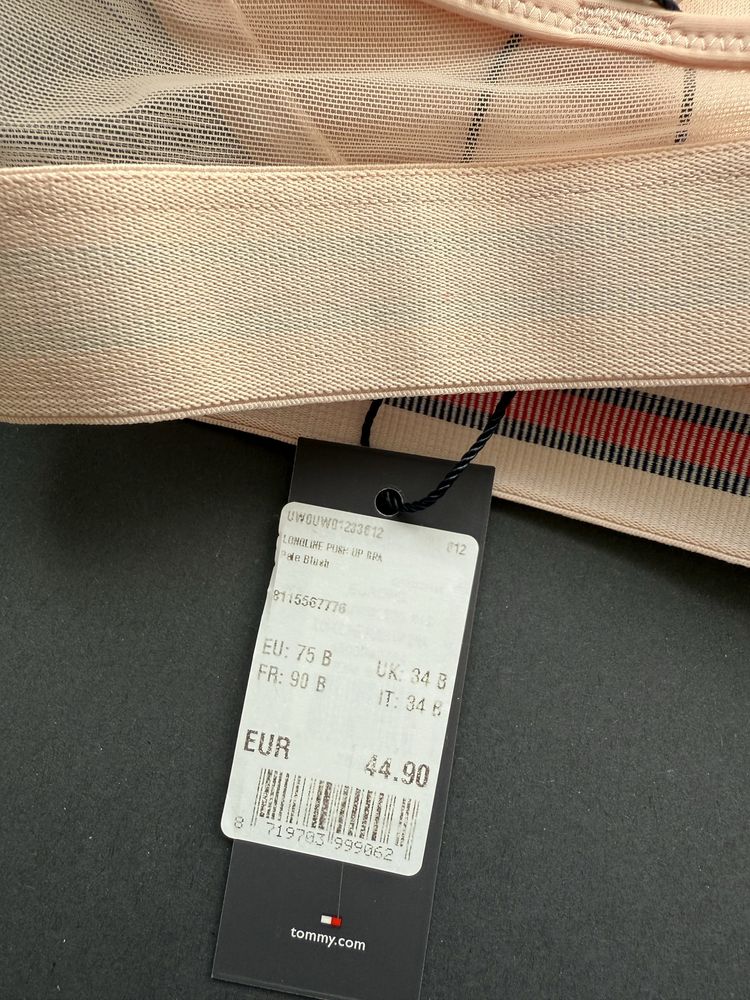 UW0UW01233612
612
LONGLINE PUSH UP BRA
Pale Blush
8115567776
EU: 75 B
UK: 34 B
FR: 90 B
IT: 34 B
EUR
44.90
8 719703 999062
tommy.com